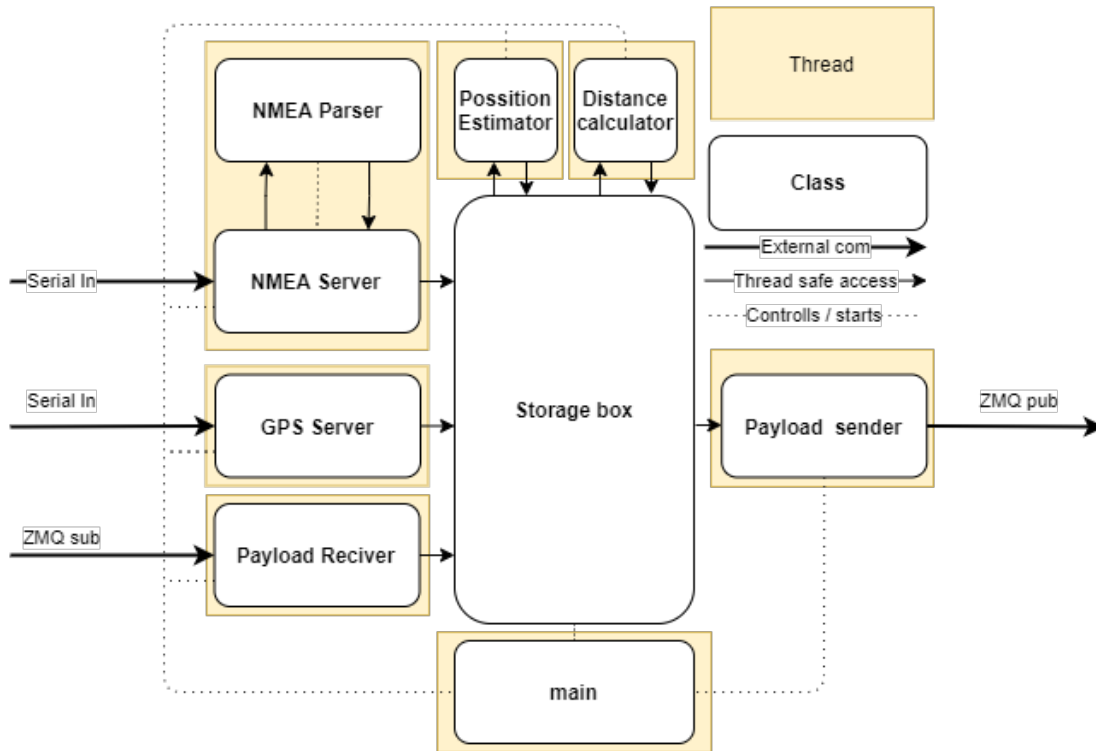 NMEA Parser
Possition
Estimator
Distance
calculator
Thread
Class
External com
Thread safe access
Controlls / starts
Serial In
NMEA Server
Serial In
GPS Server
Storage box
Payload  sender
ZMQ pub
ZMQ sub
Payload Reciver
main